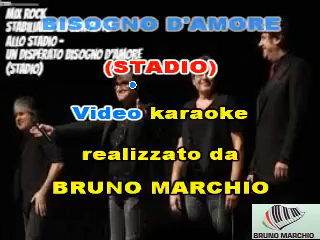 MIX ROCK
STABILIA
ALLO STADIO -
UN DISPERATO BISOGNO D'AMORE
(STADIO)
BISOGNO D'AMORE
(STADIO)
Video karaoke
realizzato da
BRUNO MARCHIO
BRUNO MARCHIO